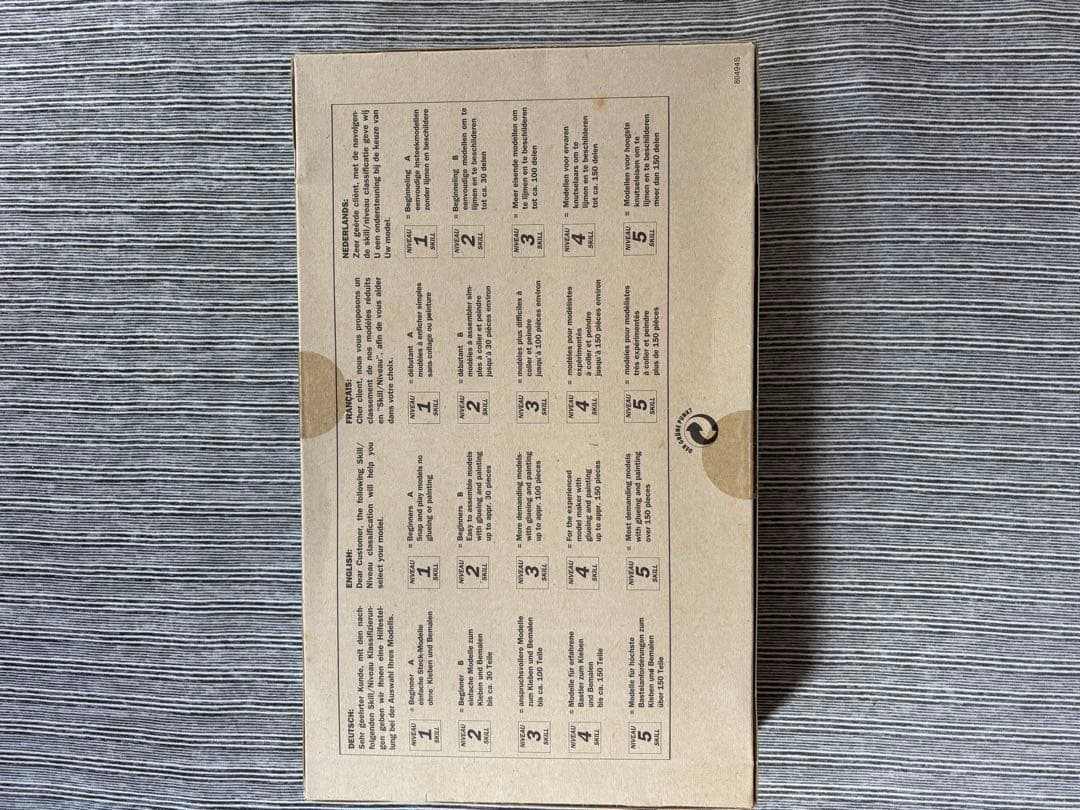 DEUTSCH:
Sehr geehrter Kunde, mit den nach-
folgenden Skill/Niveau Klassifizierun-
gen geben wir Ihnen eine Hilfestel-
lung bei der Auswahl Ihres Modells.
NIVEAU
1
SKILL
= Beginner A
einfache Steck-Modelle
ohne Kleben und Bemalen
NIVEAU
2
SKILL
= Beginner B
einfache Modelle zum
Kleben und Bemalen
bis ca. 30 Teile
NIVEAU
3
SKILL
= anspruchsvolere Modelle
zum Kleben und Bemalen
bis ca. 100 Teile
NIVEAU
4
SKILL
= Modelle für erfahrene
Bastler zum Kleben
und Bemalen
bis ca. 150 Teile
NIVEAU
5
SKILL
= Modelle für höchste
Bastelanforderungen zum
Kleben und Bemalen
über 150 Teile
ENGLISH:
Dear Customer, the following Skill/
Niveau classification will help you
select your model.
NIVEAU
1
SKILL
= Beginners A
Snap and play models no
glueing or painting
NIVEAU
2
SKILL
= Beginners B
Easy to assemble models
with glueing and painting
up to appr. 30 pieces
NIVEAU
3
SKILL
= More demanding models
with glueing and painting
up to appr. 100 pieces
NIVEAU
4
SKILL
= For the experienced
model maker with
glueing and painting
up to appr. 150 pieces
NIVEAU
5
SKILL
= Most demanding models
with glueing and painting
over 150 pieces
FRANÇAIS:
Cher client, nous vous proposons un
classement de nos modèles réduits
en "Skill/Niveau", afin de vous aider
dans votre choix.
NIVEAU
1
SKILL
= débutant A
modèles à enficher simples
sans collage ou peinture
NIVEAU
2
SKILL
= débutant B
modèles à assembler sim-
ples à coller et peindre
jusqu'à 30 pièces environ
NIVEAU
3
SKILL
= modèles plus difficiles à
coller et peindre
jusqu'à 100 pièces environ
NIVEAU
4
SKILL
= modèles pour modélistes
expérimentés
à coller et peindre
jusqu'à 150 pièces environ
NIVEAU
5
SKILL
= modèles pour modélistes
très expérimentés
à coller et peindre
plus de 150 pièces
NEDERLANDS:
Zeer geërde cliënt, met de navolgen-
de skill/niveau classificatie geve wij
U een ondersteuning bij de keuze van
Uw model.
NIVEAU
1
SKILL
= Beginneling A
eenvoudige insteekmodellen
zonder lijmen en beschildere
NIVEAU
2
SKILL
= Beginneling B
eenvoudige modellen om te
lijmen en te beschilderen
tot ca. 30 delen
NIVEAU
3
SKILL
= Meer eisende modellen om
te lijmen en te beschilderen
tot ca. 100 delen
NIVEAU
4
SKILL
= Modellen voor ervaren
knutselaars om te
lijmen en te beschilderen
tot ca. 150 delen
NIVEAU
5
SKILL
= Modellen voor hoogste
knutseleisen om te
lijmen en te beschilderen
meer dan 150 delen
DER GRÜNE PUNKT
80494S